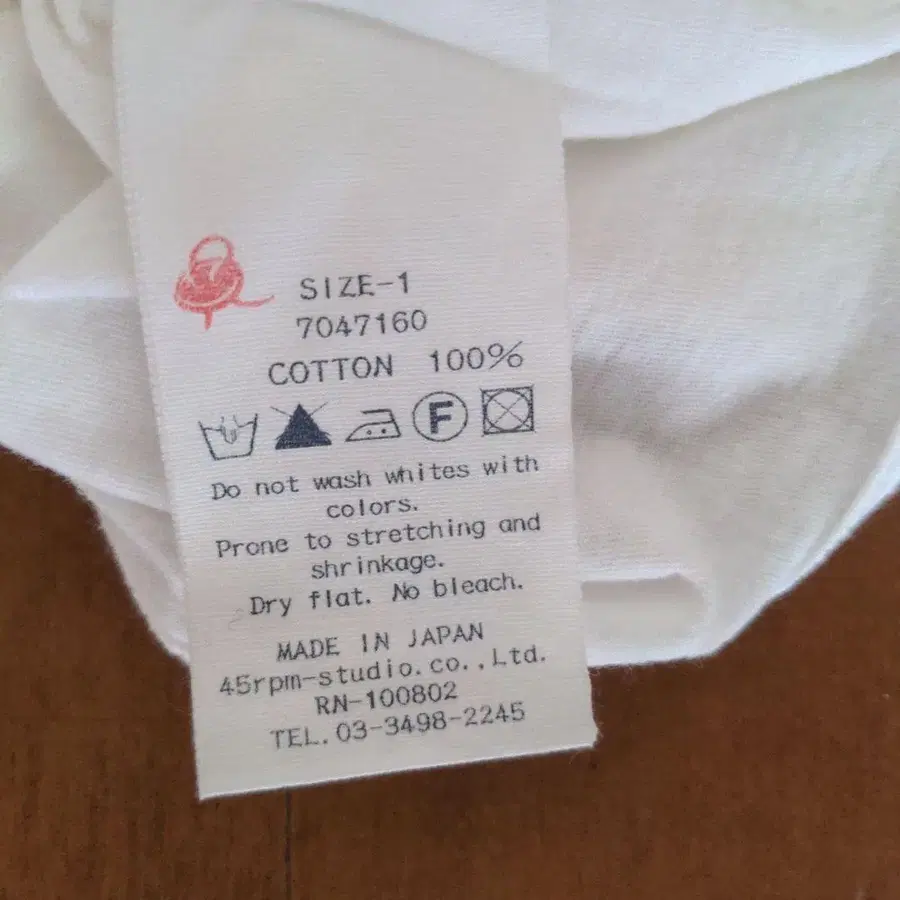 SIZE-1
7047160
COTTON 100%
F
Do not wash whites with
colors.
Prone to stretching and
shrinkage.
Dry flat. No bleach.
MADE IN JAPAN
45rpm-studio.co.,Ltd.
RN-100802
TEL.03-3498-2245